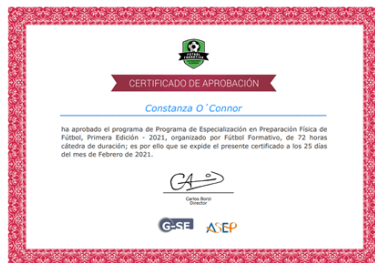 FÚTBOL
FORMATIVO
CERTIFICADO DE APROBACIÓN
Constanza O´Connor
ha aprobado el programa de Programa de Especialización en Preparación Física de
Fútbol, Primera Edición - 2021, organizado por Fútbol Formativo, de 72 horas
cátedra de duración; es por ello que se expide el presente certificado a los 25 días
del mes de Febrero de 2021.
Carlos Borzi
Director
G-SE
ASEP